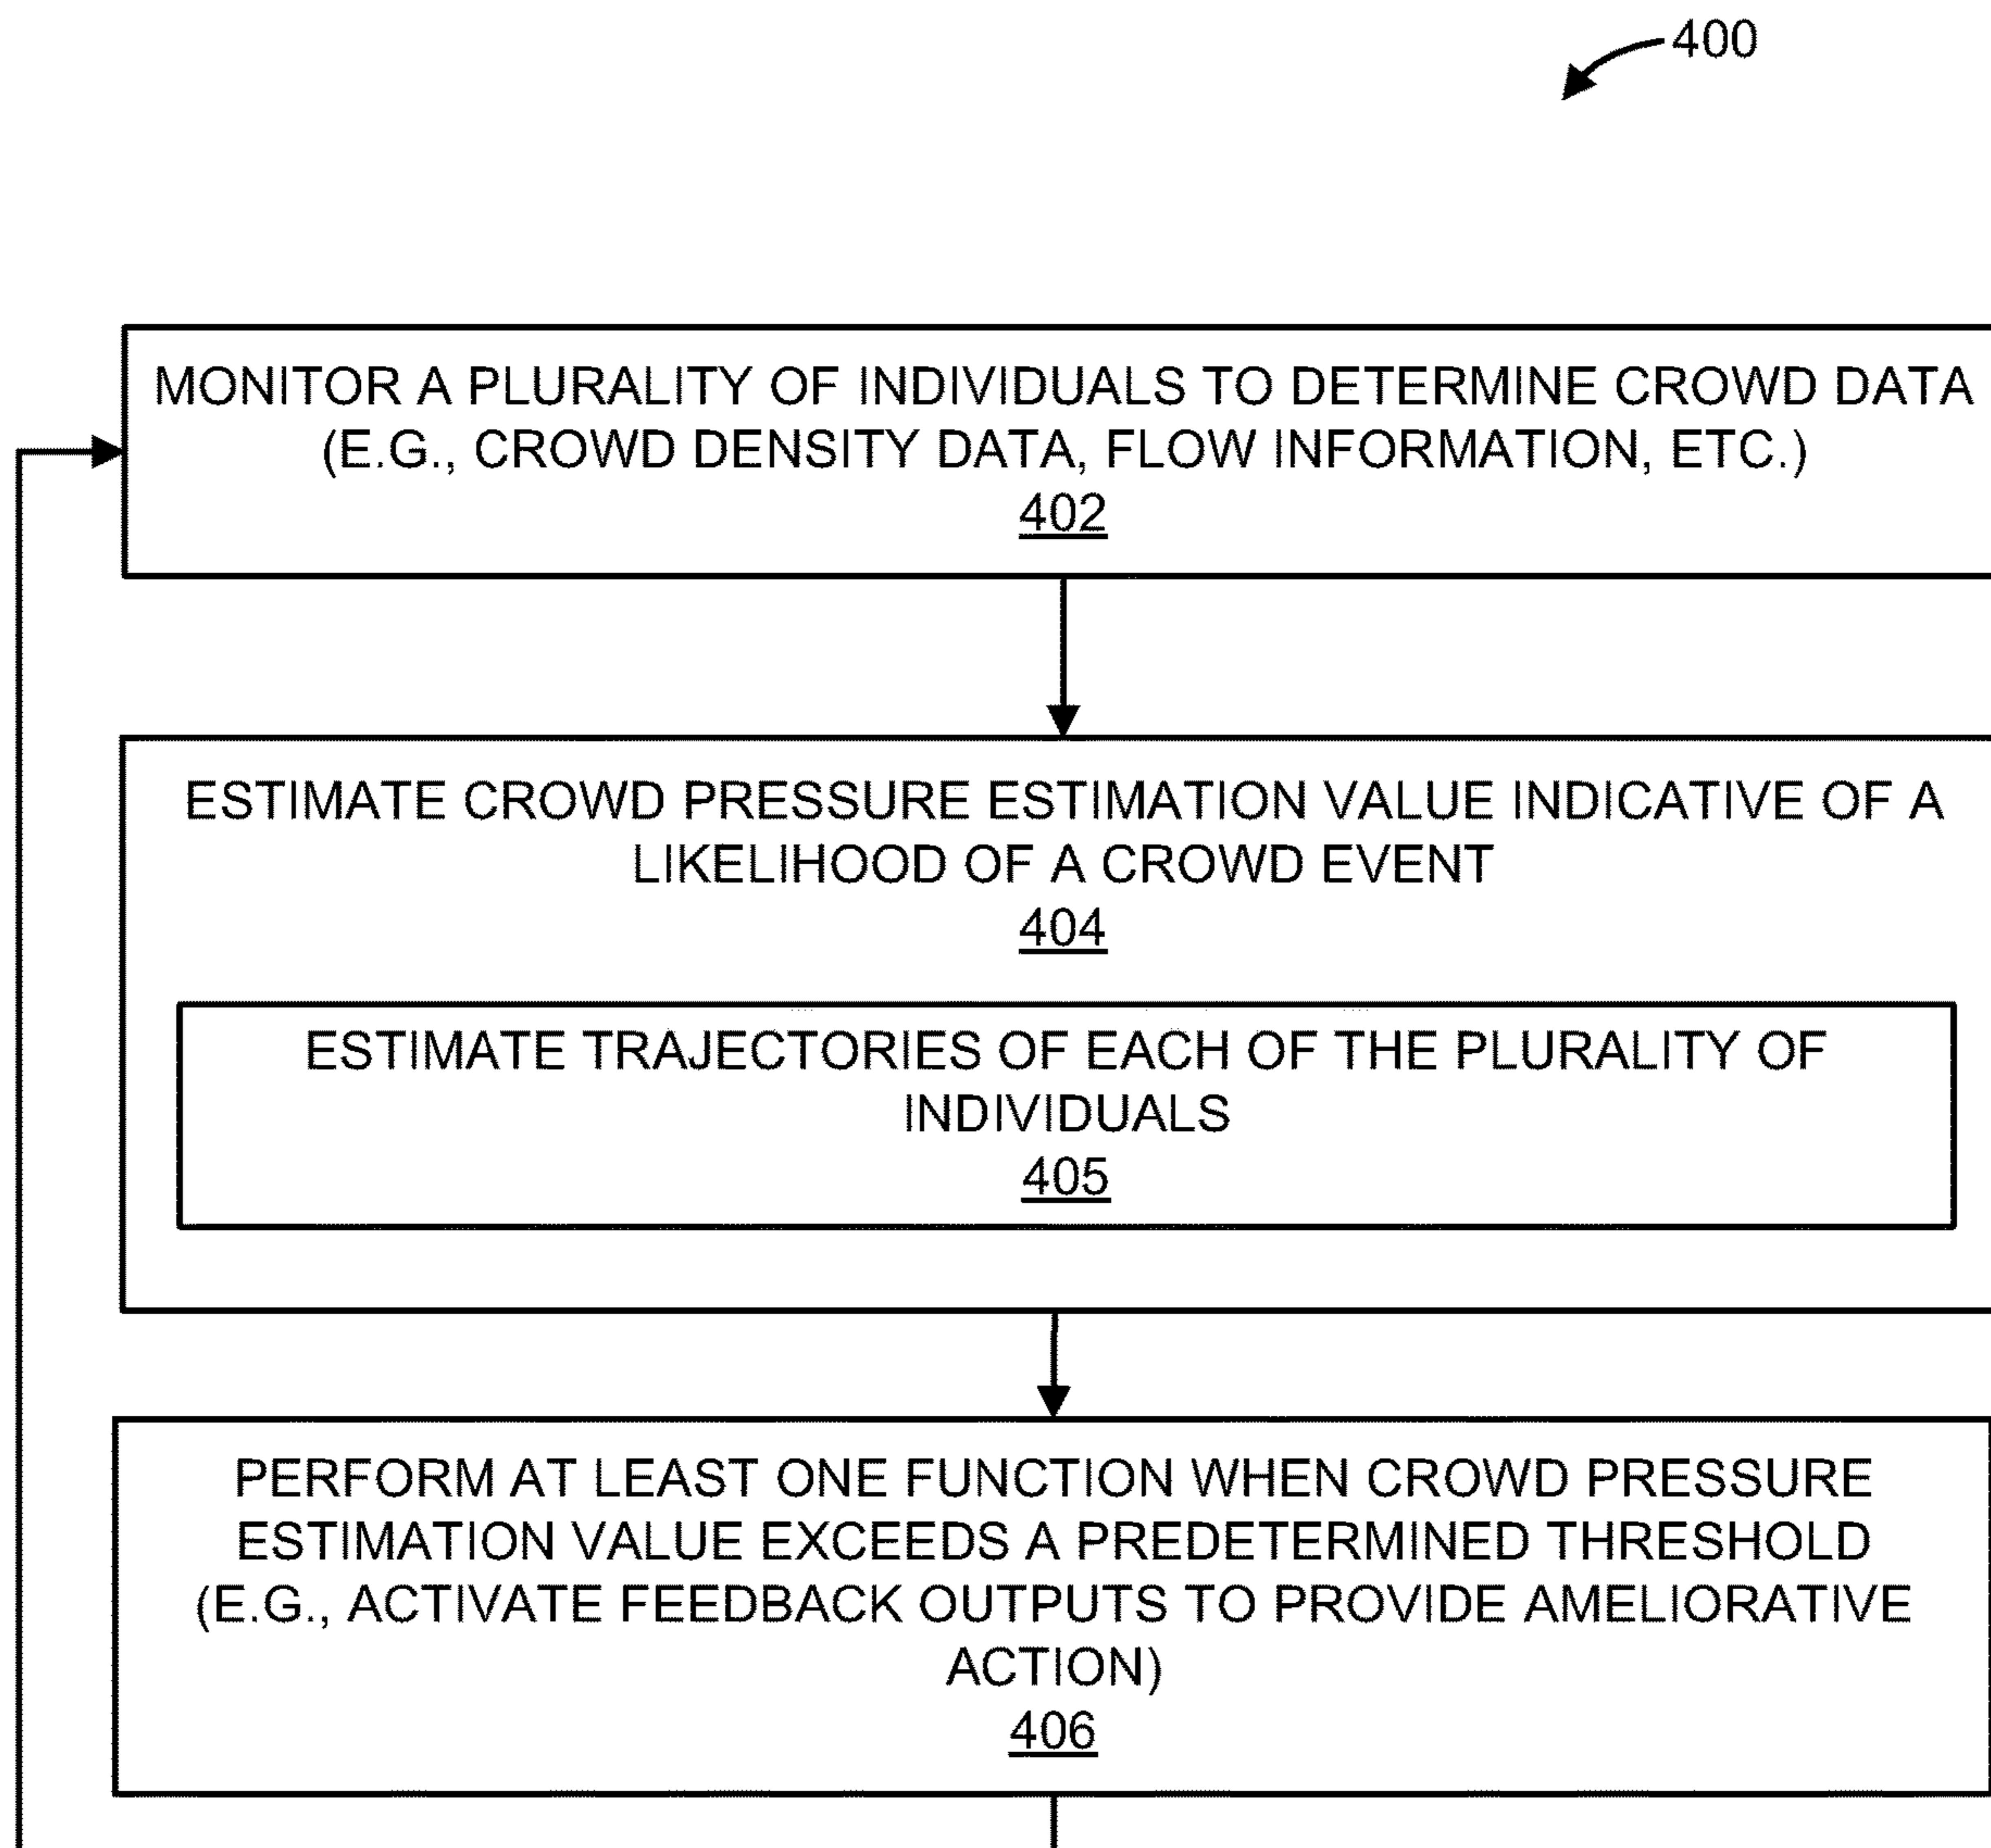 400
MONITOR A PLURALITY OF INDIVIDUALS TO DETERMINE CROWD DATA
(E.G., CROWD DENSITY DATA, FLOW INFORMATION, ETC.)
402
ESTIMATE CROWD PRESSURE ESTIMATION VALUE INDICATIVE OF A
LIKELIHOOD OF A CROWD EVENT
404
ESTIMATE TRAJECTORIES OF EACH OF THE PLURALITY OF
INDIVIDUALS
405
PERFORM AT LEAST ONE FUNCTION WHEN CROWD PRESSURE
ESTIMATION VALUE EXCEEDS A PREDETERMINED THRESHOLD
(E.G., ACTIVATE FEEDBACK OUTPUTS TO PROVIDE AMELIORATIVE
ACTION)
406